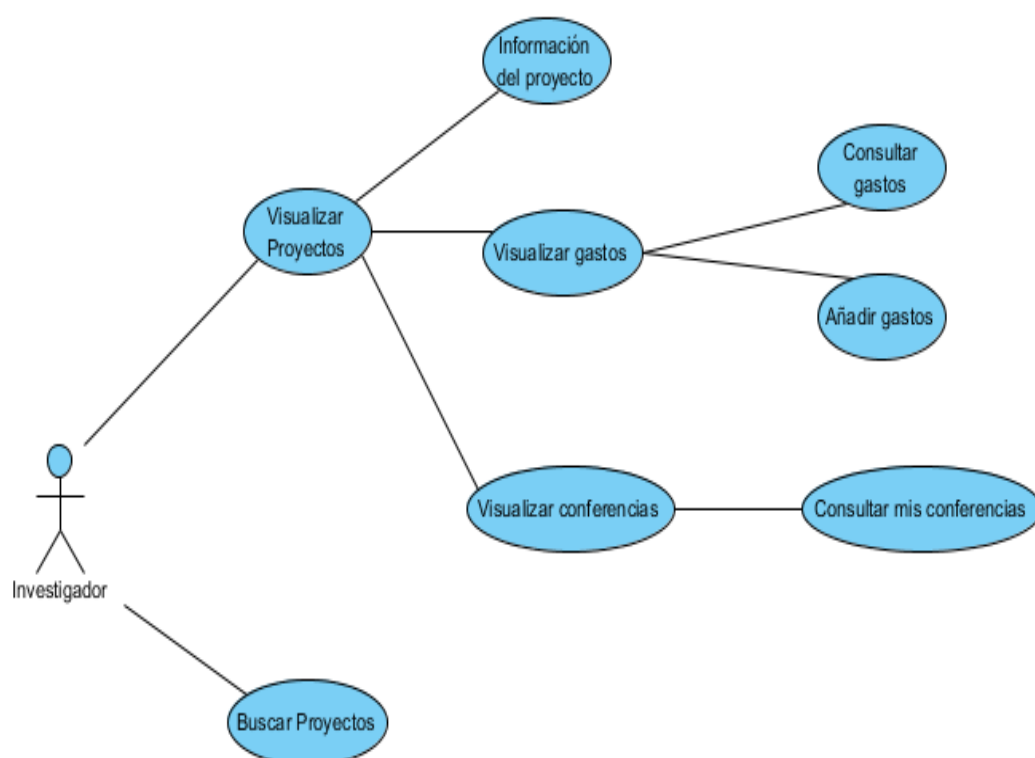 Información
del proyecto
Consultar
gastos
Visualizar
Proyectos
Visualizar gastos
Añadir gastos
Visualizar conferencias
Consultar mis conferencias
Investigador
Buscar Proyectos